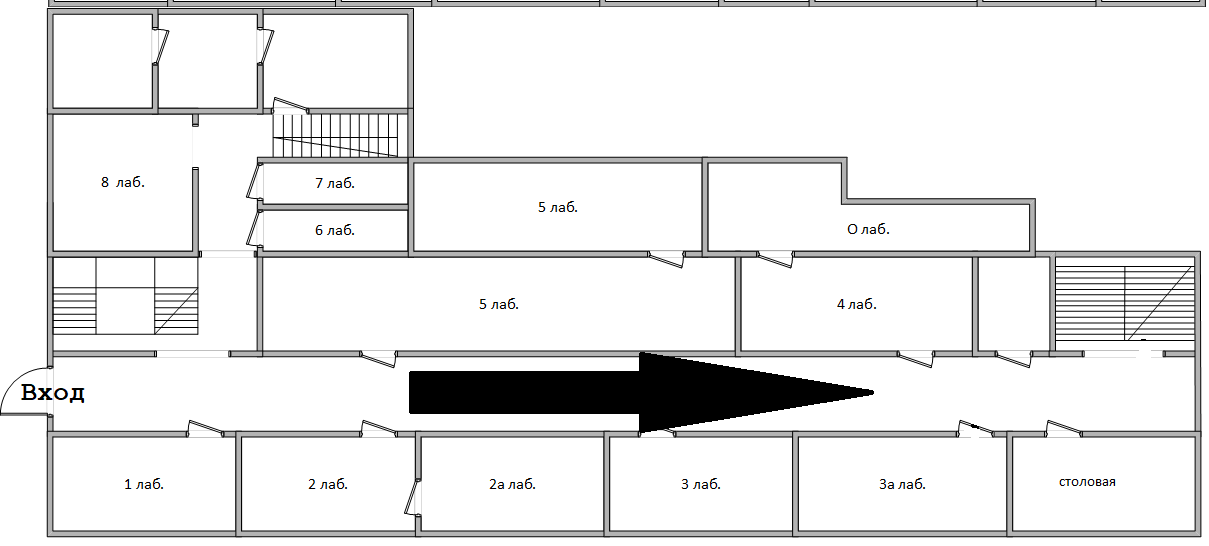 8 лаб.
7 лаб.
6 лаб.
5 лаб.
О лаб.
5 лаб.
4 лаб.
Вход
1 лаб.
2 лаб.
2а лаб.
3 лаб.
3а лаб.
столовая